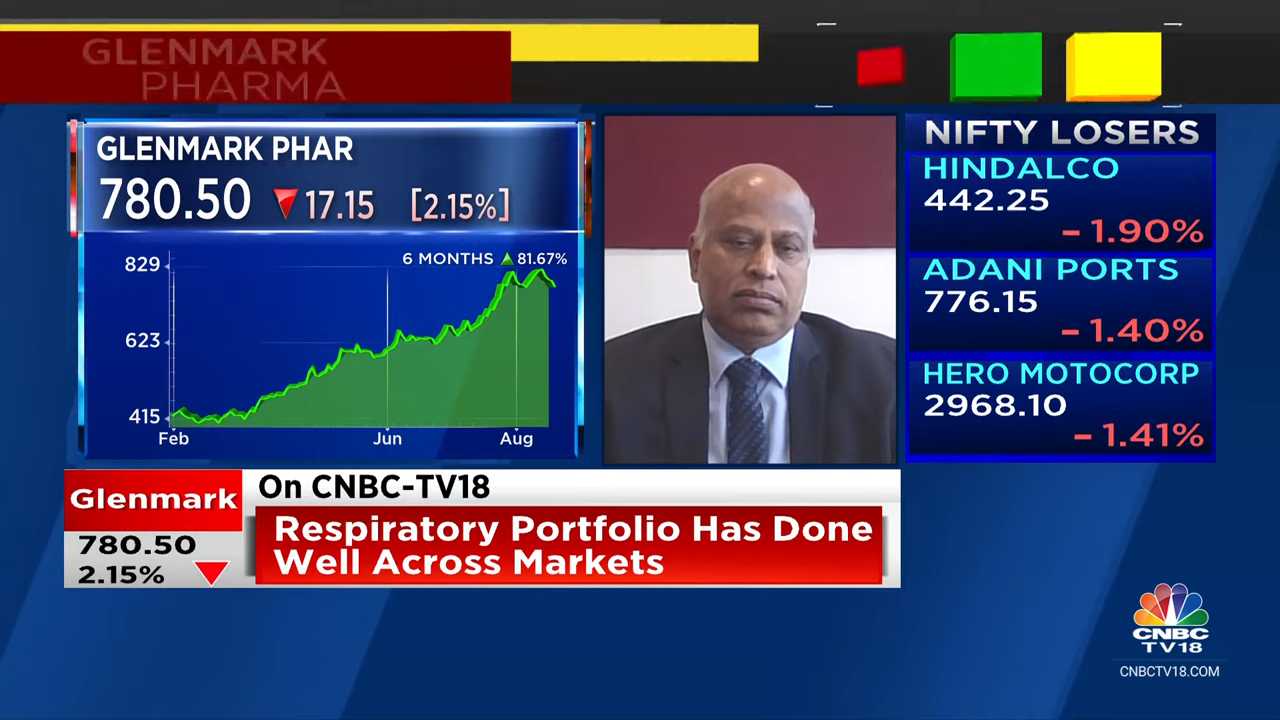 GLENMARK
PHARMA
GLENMARK PHAR
780.50 ▼ 17.15 [2.15%]
6 MONTHS ▲ 81.67%
829
623
415
Feb Jun Aug
NIFTY LOSERS
HINDALCO
442.25
– 1.90%
ADANI PORTS
776.15
– 1.40%
HERO MOTOCORP
2968.10
– 1.41%
Glenmark
780.50
2.15% ▼
On CNBC-TV18
Respiratory Portfolio Has Done
Well Across Markets
CNBC
TV18
CNBCTV18.COM